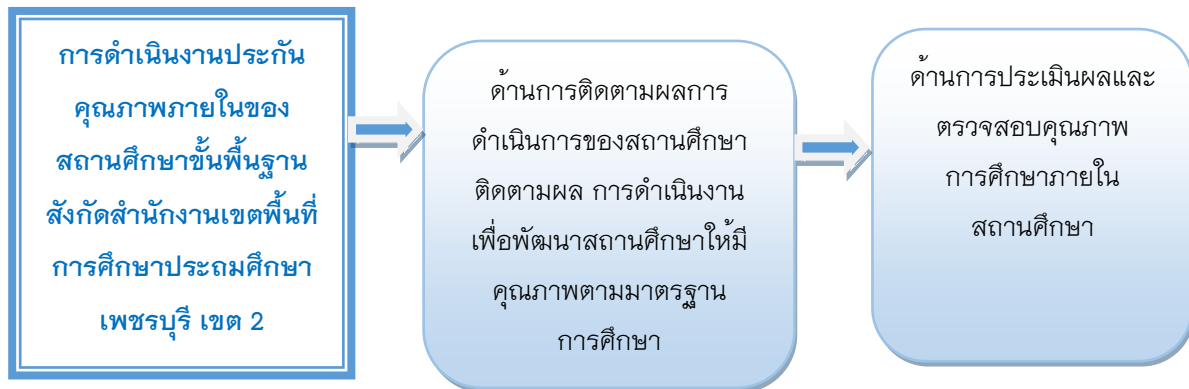 การดำเนินงานประกัน
คุณภาพภายในของ
สถานศึกษาขั้นพื้นฐาน
สังกัดสำนักงานเขตพื้นที่
การศึกษาประถมศึกษา
เพชรบุรี เขต 2
ด้านการติดตามผลการ
ดำเนินการของสถานศึกษา
ติดตามผล การดำเนินงาน
เพื่อพัฒนาสถานศึกษาให้มี
คุณภาพตามมาตรฐาน
การศึกษา
ด้านการประเมินผลและ
ตรวจสอบคุณภาพ
การศึกษาภายใน
สถานศึกษา